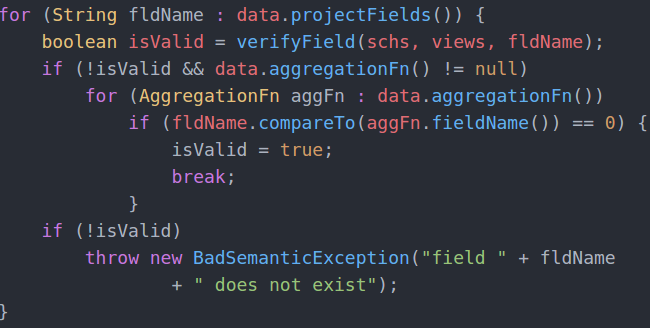 for (String fldName : data.projectFields()) {
    boolean isValid = verifyField(schs, views, fldName);
    if (!isValid && data.aggregationFn() != null)
        for (AggregationFn aggFn : data.aggregationFn())
            if (fldName.compareTo(aggFn.fieldName()) == 0) {
                isValid = true;
                break;
            }
    if (!isValid)
        throw new BadSemanticException("field " + fldName
                + " does not exist");
}